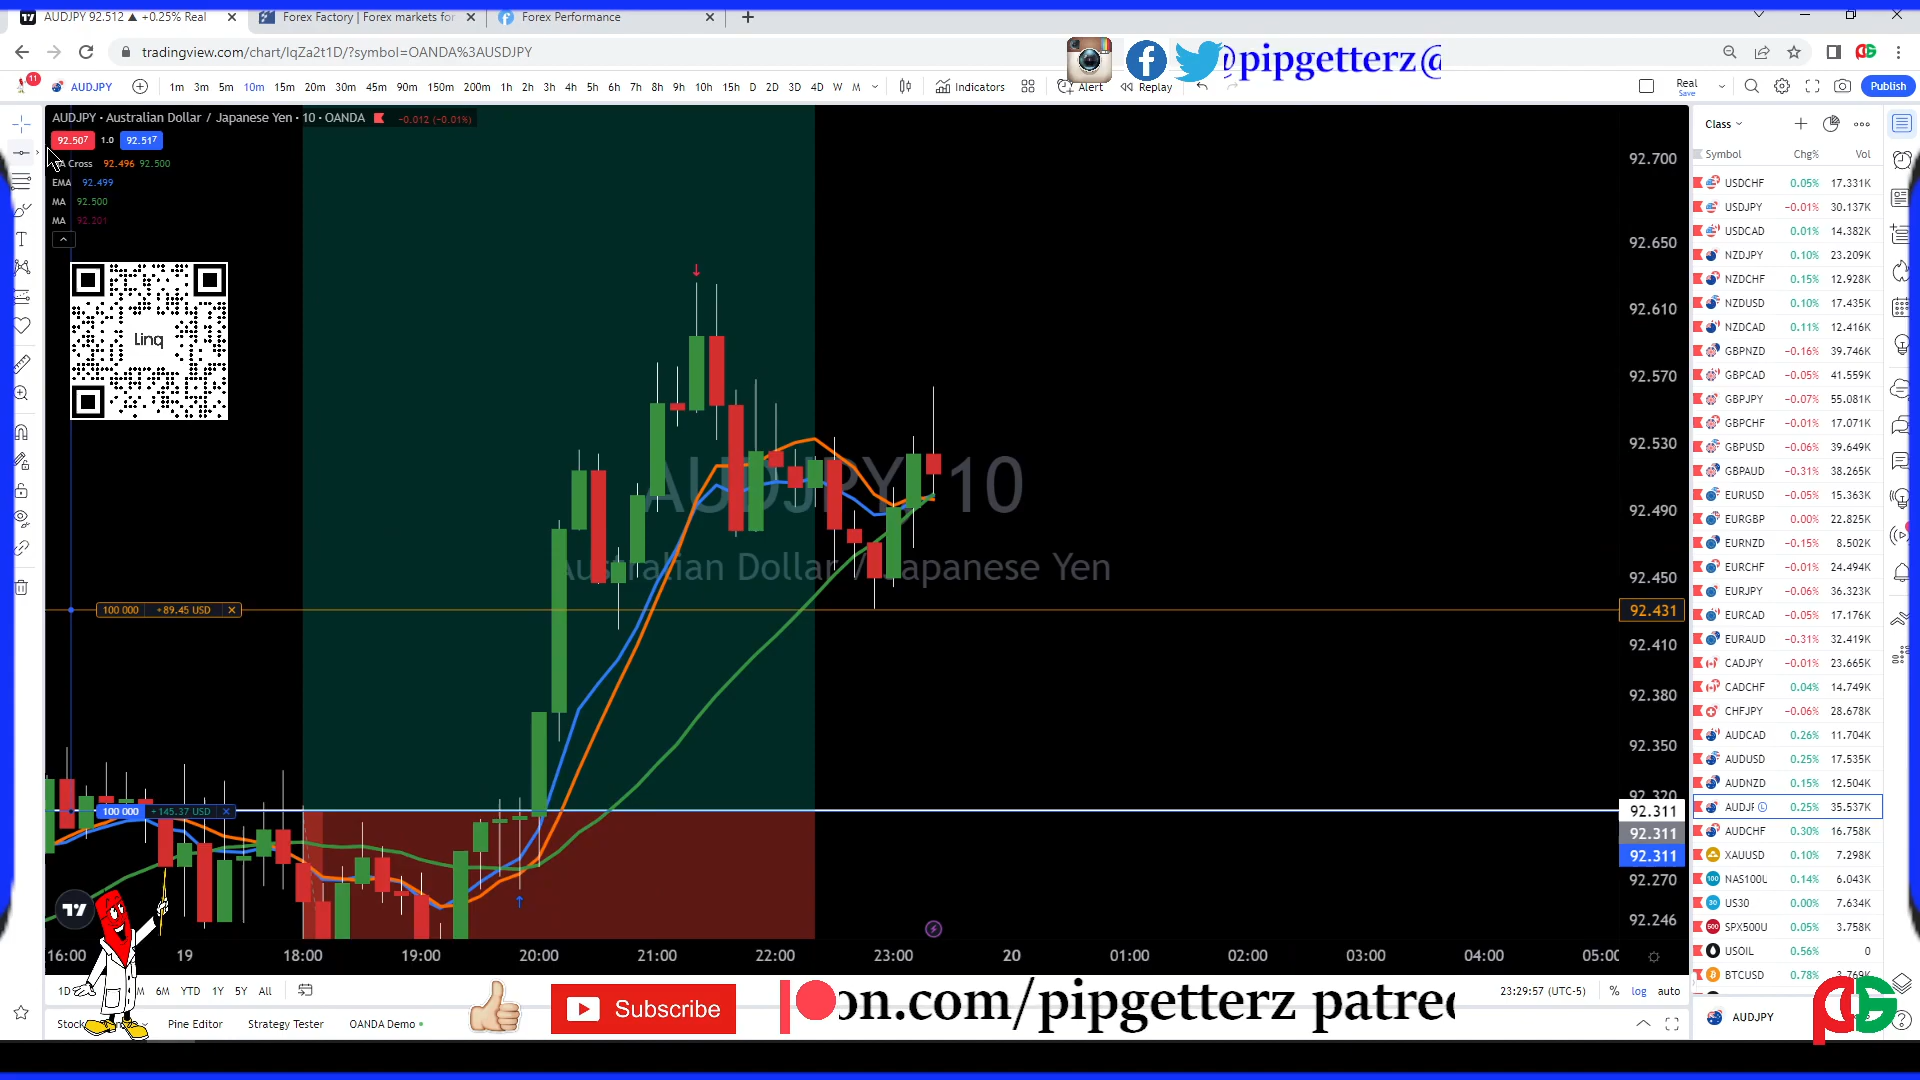 AUDJPY 92.512 ▲ +0.25% Real
Forex Factory | Forex markets for
Forex Performance
tradingview.com/chart/lqZa2t1D/?symbol=OANDA%3AUSDJPY
@pipgetterz@
11
AUDJPY
1m 3m 5m 10m 15m 20m 30m 45m 90m 150m 200m 1h 2h 3h 4h 5h 6h 7h 8h 9h 10h 15h D 2D 3D 4D W M
Indicators
Alert
Replay
Real
Save
Publish
AUDJPY · Australian Dollar / Japanese Yen · 10 · OANDA
-0.012 (-0.01%)
92.507 1.0 92.517
Cross 92.496 92.500
EMA 92.499
MA 92.500
MA 92.201
Linq
AUDJPY, 10
Australian Dollar / Japanese Yen
100 000 +89.45 USD
100 000 +145.37 USD
92.700
92.650
92.610
92.570
92.530
92.490
92.450
92.431
92.410
92.380
92.350
92.320
92.311
92.311
92.311
92.270
92.246
16:00 19 18:00 19:00 20:00 21:00 22:00 23:00 20 01:00 02:00 03:00 04:00 05:00
Class
Symbol Chg% Vol
USDCHF 0.05% 17.331K
USDJPY −0.01% 30.137K
USDCAD 0.01% 14.382K
NZDJPY 0.10% 23.209K
NZDCHF 0.15% 12.928K
NZDUSD 0.10% 17.435K
NZDCAD 0.11% 12.416K
GBPNZD −0.16% 39.746K
GBPCAD −0.05% 41.559K
GBPJPY −0.07% 55.081K
GBPCHF −0.01% 17.071K
GBPUSD −0.06% 39.649K
GBPAUD −0.31% 38.265K
EURUSD −0.05% 15.363K
EURGBP 0.00% 22.825K
EURNZD −0.15% 8.502K
EURCHF −0.01% 24.494K
EURJPY −0.06% 36.323K
EURCAD −0.05% 17.176K
EURAUD −0.31% 32.419K
CADJPY −0.01% 23.665K
CADCHF 0.04% 14.749K
CHFJPY −0.06% 28.678K
AUDCAD 0.26% 11.704K
AUDUSD 0.25% 17.535K
AUDNZD 0.15% 12.504K
AUDJP 0.25% 35.537K
AUDCHF 0.30% 16.758K
XAUUSD 0.10% 7.298K
NAS100U 0.14% 6.043K
US30 0.00% 7.634K
SPX500U 0.05% 3.758K
USOIL 0.56% 0
BTCUSD 0.78% 3.769K
1D M 6M YTD 1Y 5Y All
23:29:57 (UTC-5) % log auto
Stock Pine Editor Strategy Tester OANDA Demo
Subscribe
on.com/pipgetterz patreo
AUDJPY
PG